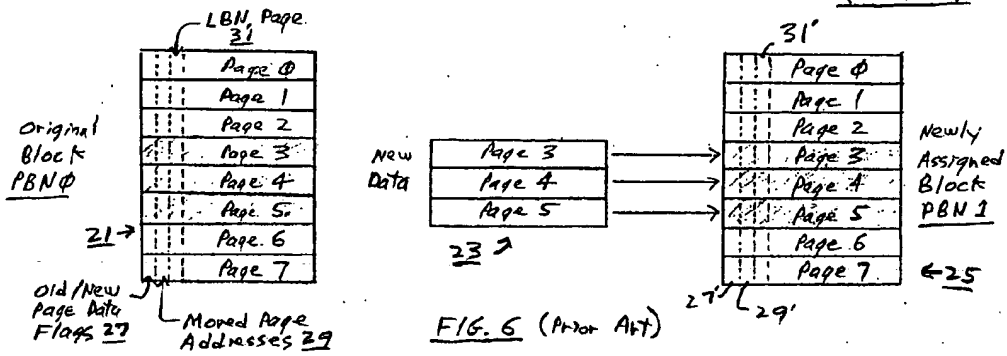 LBN, Page
31
Page 0
Page 1
Page 2
Page 3
Page 4
Page 5
Page 6
Page 7
Original
Block
PBN0
21
Old/New
Page Data
Flags 27
Moved Page
Addresses 29
New
Data
Page 3
Page 4
Page 5
23
FIG. 6 (Prior Art)
31'
Page 0
Page 1
Page 2
Page 3
Page 4
Page 5
Page 6
Page 7
Newly
Assigned
Block
PBN1
25
27'
29'